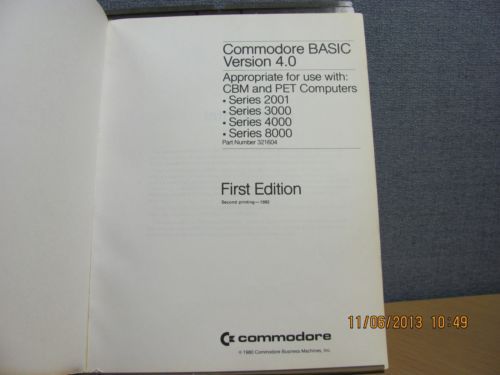 Commodore BASIC
Version 4.0
Appropriate for use with:
CBM and PET Computers
• Series 2001
• Series 3000
• Series 4000
• Series 8000
Part Number 321604
First Edition
Second printing—1982
commodore
© 1980 Commodore Business Machines, Inc.
11/06/2013 10:49